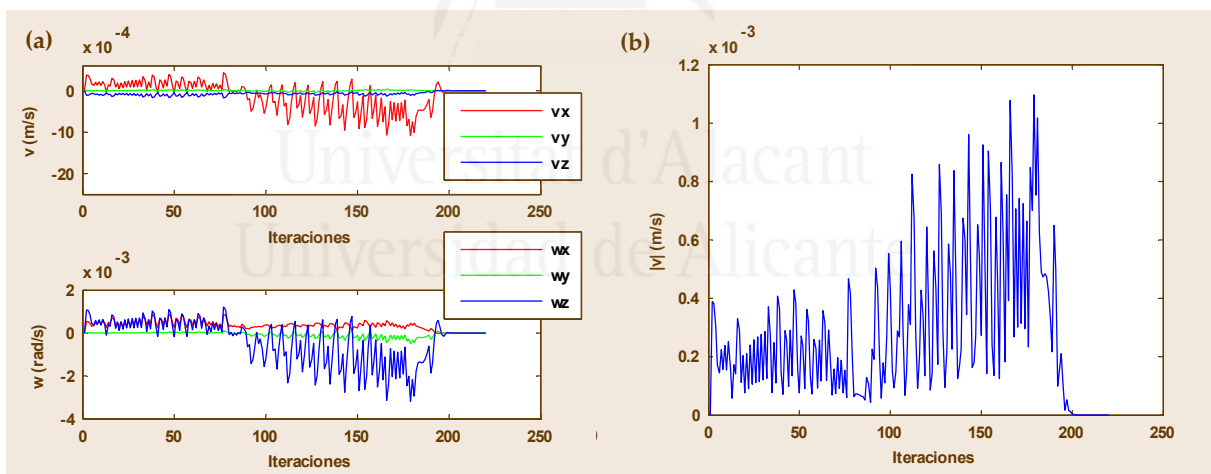 (a)
x 10-4
0
-10
-20
v (m/s)
0 50 100 150 200 250
Iteraciones
vx
vy
vz
x 10-3
2
0
-2
-4
w (rad/s)
0 50 100 150 200 250
Iteraciones
wx
wy
wz
(b)
x 10-3
1.2
1
0.8
0.6
0.4
0.2
0
|v| (m/s)
0 50 100 150 200 250
Iteraciones
Universitat d'Alacant
Universidad de Alicante